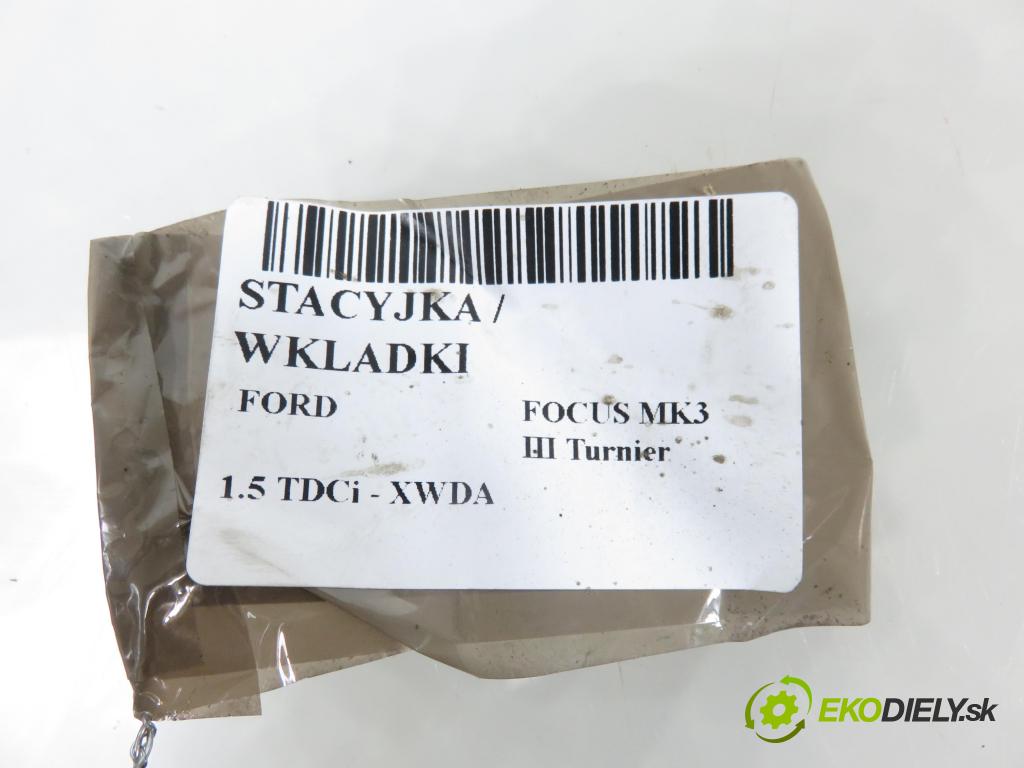 STACYJKA /
WKLADKI
FORD
FOCUS MK3
III Turnier
1.5 TDCi - XWDA
EKODIELY.sk